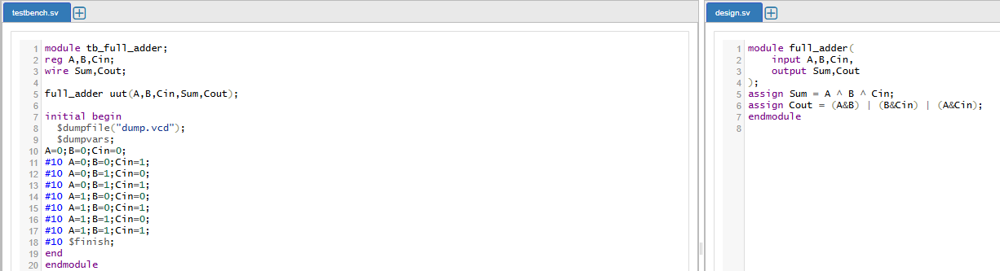 testbench.sv
1 module tb_full_adder;
2 reg A,B,Cin;
3 wire Sum,Cout;
4
5 full_adder uut(A,B,Cin,Sum,Cout);
6
7 initial begin
8   $dumpfile("dump.vcd");
9   $dumpvars;
10 A=0;B=0;Cin=0;
11 #10 A=0;B=0;Cin=1;
12 #10 A=0;B=1;Cin=0;
13 #10 A=0;B=1;Cin=1;
14 #10 A=1;B=0;Cin=0;
15 #10 A=1;B=0;Cin=1;
16 #10 A=1;B=1;Cin=0;
17 #10 A=1;B=1;Cin=1;
18 #10 $finish;
19 end
20 endmodule
design.sv
1 module full_adder(
2     input A,B,Cin,
3     output Sum,Cout
4 );
5 assign Sum = A ^ B ^ Cin;
6 assign Cout = (A&B) | (B&Cin) | (A&Cin);
7 endmodule
8